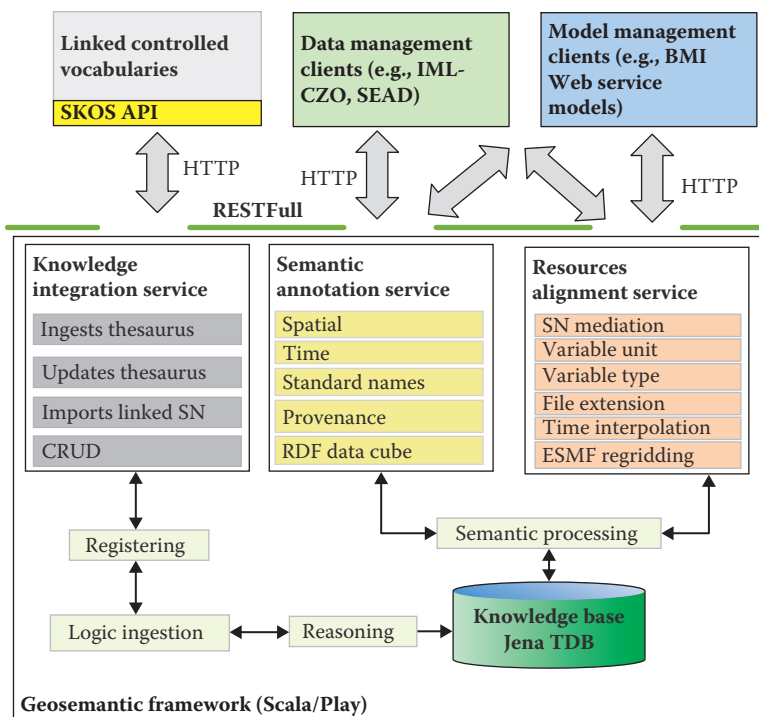 Linked controlled
vocabularies
SKOS API
Data management
clients (e.g., IML-
CZO, SEAD)
Model management
clients (e.g., BMI
Web service
models)
HTTP
HTTP
HTTP
RESTFull
Knowledge
integration service
Ingests thesaurus
Updates thesaurus
Imports linked SN
CRUD
Semantic
annotation service
Spatial
Time
Standard names
Provenance
RDF data cube
Resources
alignment service
SN mediation
Variable unit
Variable type
File extension
Time interpolation
ESMF regridding
Registering
Semantic processing
Logic ingestion
Reasoning
Knowledge base
Jena TDB
Geosemantic framework (Scala/Play)